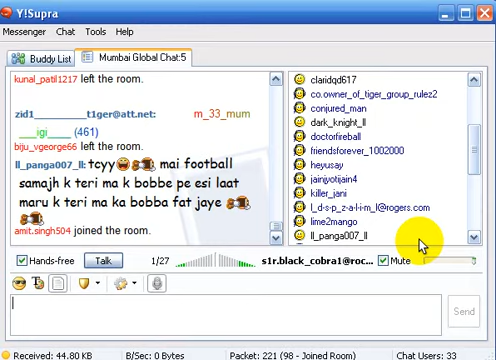 Y!Supra
Messenger Chat Tools Help
Buddy List Mumbai Global Chat:5
kunal_patil1217 left the room.
zid1__________t1ger@att.net: m_33_mum
___igi____ (461)
biju_vgeorge66 left the room.
ll_panga007_ll: tcyy mai football
samajh k teri ma k bobbe pe esi laat
maru k teri ma ka bobba fat jaye
amit.singh504 joined the room.
claridqd617
co.owner_of_tiger_group_rulez2
conjured_man
dark_knight_ll
doctorfireball
friendsforever_1002000
heyusay
jainjyotijain4
killer_jani
l_d-s-p_z-a-l-i-m_l@rogers.com
lime2mango
ll_panga007_ll
Hands-free Talk 1/27 s1r.black_cobra1@roc... Mute
Send
Received: 44.80 KB B/Sec: 0 Bytes Packet: 221 (98 - Joined Room) Chat Users: 33